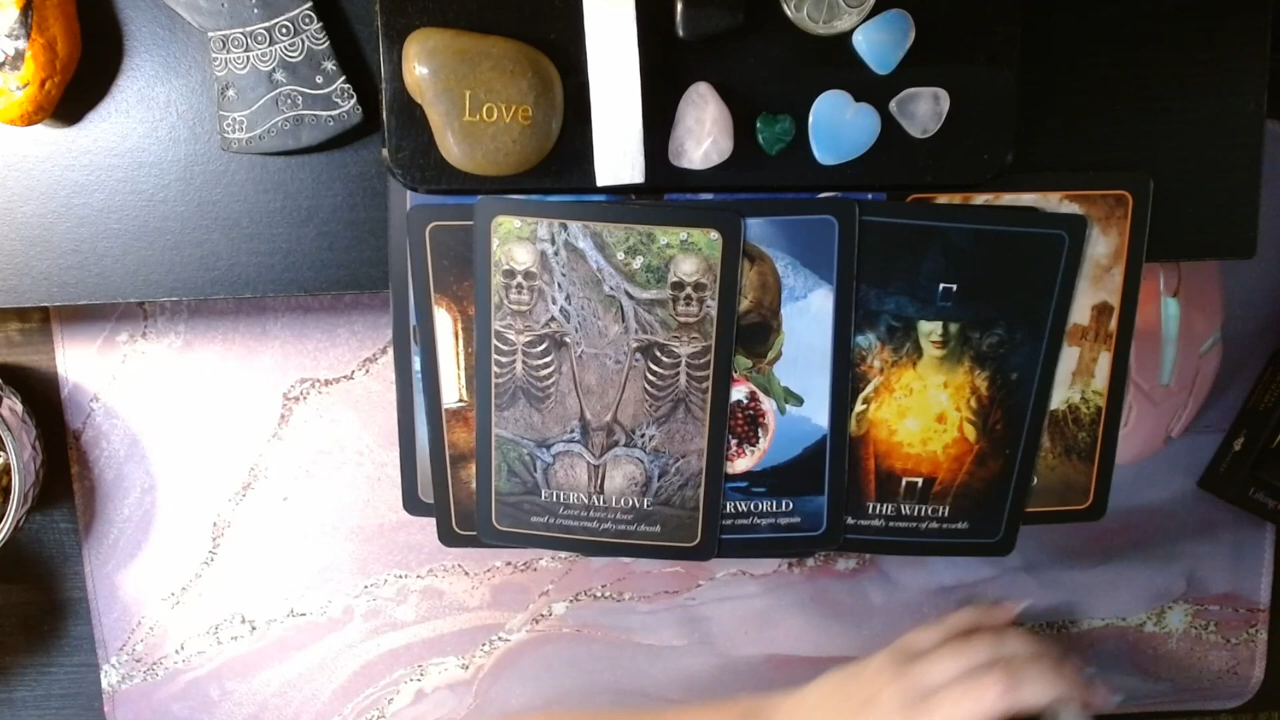 Love
ETERNAL LOVE
Love is love is love
and it transcends physical death
ERWORLD
and begin again
THE WITCH
The earthly weaver of the worlds
R.I.P